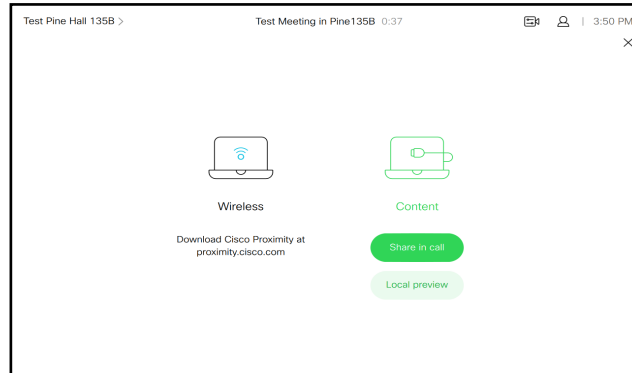 Test Pine Hall 135B >
Test Meeting in Pine135B 0:37
3:50 PM
Wireless
Content
Download Cisco Proximity at
proximity.cisco.com
Share in call
Local preview